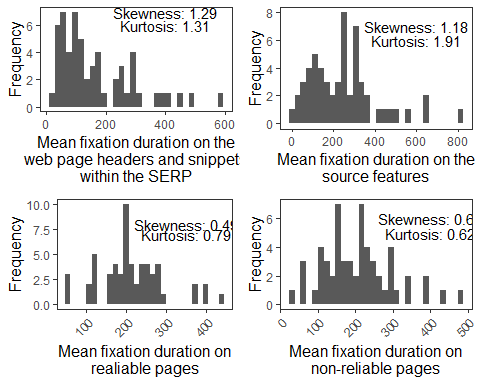 Skewness: 1.29
Kurtosis: 1.31
Frequency
6
4
2
0
0 200 400 600
Mean fixation duration on the
web page headers and snippet
within the SERP
Skewness: 1.18
Kurtosis: 1.91
Frequency
8
6
4
2
0
0 200 400 600 800
Mean fixation duration on the
source features
Skewness: 0.49
Kurtosis: 0.79
Frequency
10.0
7.5
5.0
2.5
0.0
100 200 300 400
Mean fixation duration on
realiable pages
Skewness: 0.6
Kurtosis: 0.62
Frequency
6
4
2
0
0 100 200 300 400 500
Mean fixation duration on
non-reliable pages